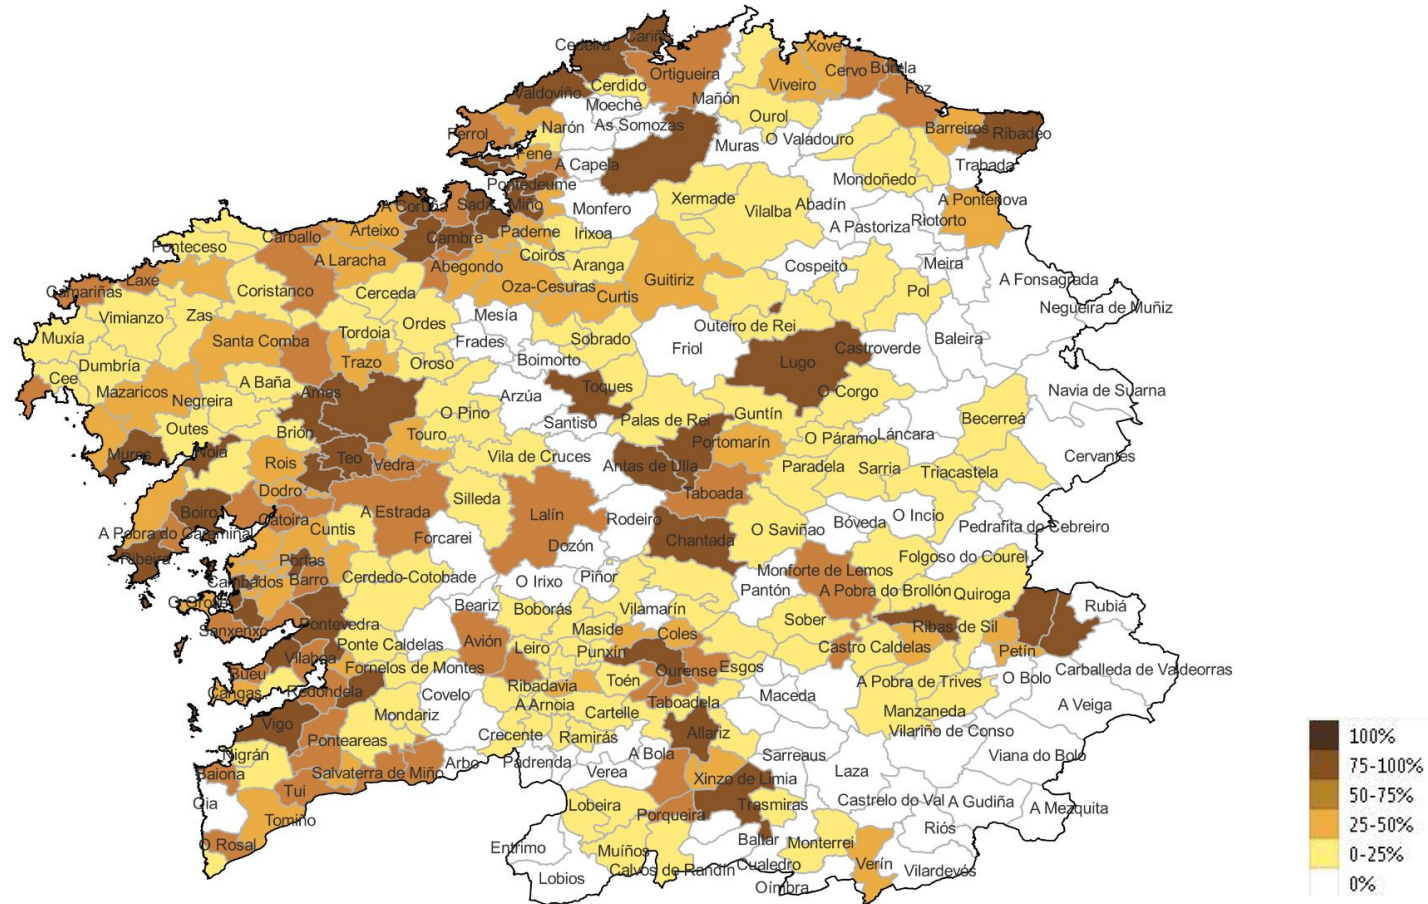 Cariño
Cedeira
Xove
Cervo
Burela
Ortigueira
Cerdido
Viveiro
Foz
Valdoviño
Mañón
Moeche
Ourol
As Somozas
Narón
Ferrol
Barreiros
Ribadeo
O Valadouro
Muras
Fene
A Capela
Trabada
Mondoñedo
Pontedeume
Xermade
A Pontenova
A Coruña
Sada
Miño
Monfero
Vilalba
Abadín
Riotorto
A Pastoriza
Arteixo
Paderne
Irixoa
Carballo
Cambre
Ponteceso
Coirós
A Laracha
Abegondo
Aranga
Cospeito
Meira
Guitiriz
A Fonsagrada
Laxe
Camariñas
Coristanco
Cerceda
Oza-Cesuras
Curtis
Pol
Negueira de Muñiz
Vimianzo
Zas
Mesía
Ordes
Outeiro de Rei
Tordoia
Muxía
Santa Comba
Frades
Sobrado
Friol
Castroverde
Baleira
Dumbría
Trazo
Oroso
Boimorto
Lugo
Cee
A Baña
Toques
Mazaricos
Negreira
Ames
Arzúa
O Corgo
Navia de Suarna
O Pino
Guntín
Becerreá
Santiso
Palas de Rei
Outes
Brión
Touro
Portomarín
O Páramo
Láncara
Muros
Noia
Rois
Teo
Vedra
Vila de Cruces
Antas de Ulla
Paradela
Sarria
Triacastela
Cervantes
Dodro
Silleda
Taboada
Boiro
Catoira
A Estrada
Lalín
Rodeiro
Bóveda
O Incio
Pedrafita do Cebreiro
A Pobra do Caramiñal
Cuntis
O Saviñao
Forcarei
Dozón
Chantada
Ribeira
Portas
Folgoso do Courel
Cambados
Barro
Cerdedo-Cotobade
O Irixo
Piñor
Monforte de Lemos
Pantón
A Pobra do Brollón
Quiroga
O Grove
Beariz
Boborás
Vilamarín
Rubiá
Sanxenxo
Pontevedra
Sober
Ribas de Sil
Maside
Coles
Ponte Caldelas
Avión
Leiro
Punxín
Castro Caldelas
Petín
Vilaboa
Bueu
Fornelos de Montes
Ourense
Esgos
Carballeda de Valdeorras
Toén
O Bolo
Cangas
Redondela
Covelo
Ribadavia
A Pobra de Trives
Maceda
A Arnoia
Taboadela
A Veiga
Mondariz
Cartelle
Manzaneda
Vigo
Crecente
Ramirás
Allariz
Vilariño de Conso
Ponteareas
Nigrán
A Bola
Sarreaus
Viana do Bolo
Arbo
Padrenda
Baiona
Salvaterra de Miño
Verea
Xinzo de Limia
Laza
Tui
Oia
Lobeira
Trasmiras
Castrelo do Val
A Gudiña
A Mezquita
Porqueira
Tomiño
Riós
O Rosal
Baltar
Monterrei
Entrimo
Muíños
Cualedro
Verín
Vilardevós
Calvos de Randín
Lobios
Oímbra
100%
75-100%
50-75%
25-50%
0-25%
0%